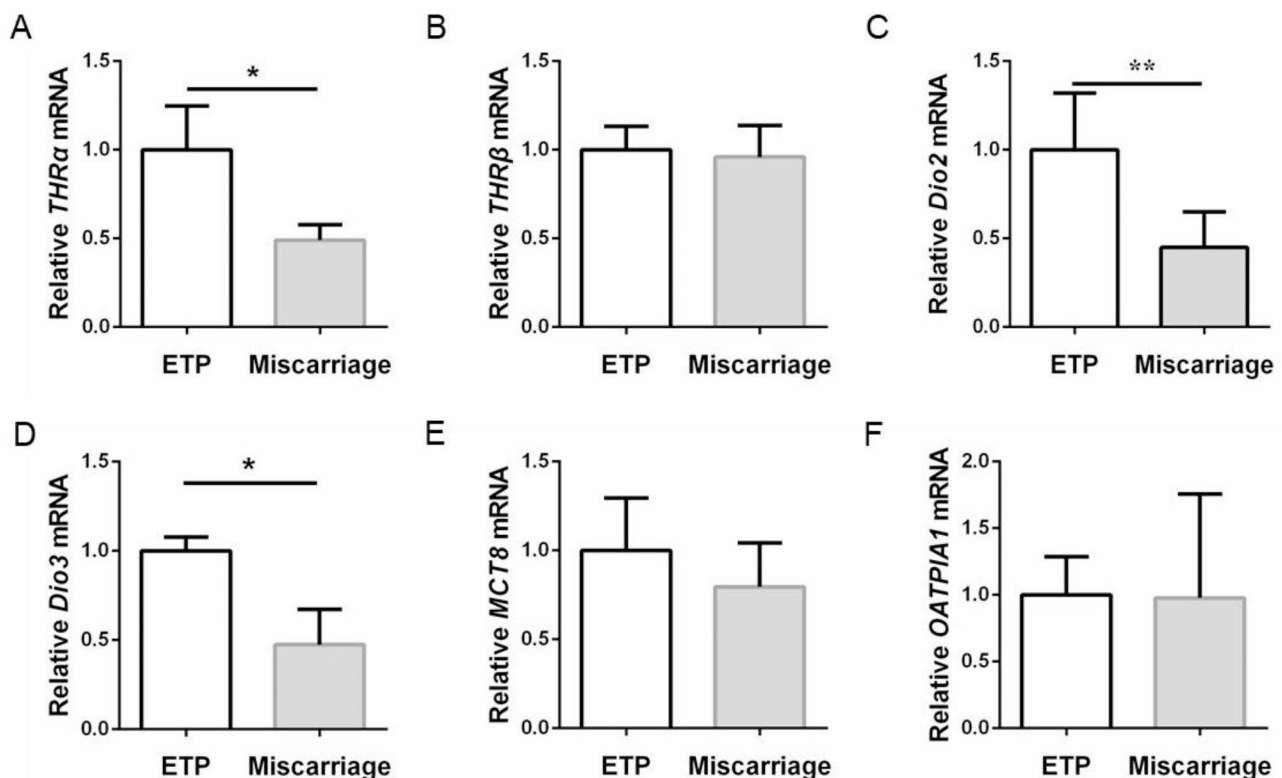 A
Relative THRα mRNA
1.5
1.0
0.5
0.0
*
ETP Miscarriage
B
Relative THRβ mRNA
1.5
1.0
0.5
0.0
ETP Miscarriage
C
Relative Dio2 mRNA
1.5
1.0
0.5
0.0
**
ETP Miscarriage
D
Relative Dio3 mRNA
1.5
1.0
0.5
0.0
*
ETP Miscarriage
E
Relative MCT8 mRNA
1.5
1.0
0.5
0.0
ETP Miscarriage
F
Relative OATPIA1 mRNA
2.0
1.5
1.0
0.5
0.0
ETP Miscarriage